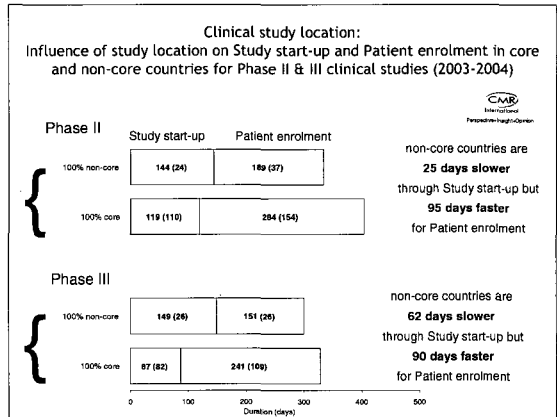 Clinical study location:
Influence of study location on Study start-up and Patient enrolment in core
and non-core countries for Phase II & III clinical studies (2003-2004)
CMR
International
Perspective•Insight•Opinion
Phase II
Study start-up Patient enrolment
100% non-core 144 (24) 189 (37)
100% core 119 (110) 284 (154)
non-core countries are
25 days slower
through Study start-up but
95 days faster
for Patient enrolment
Phase III
100% non-core 149 (26) 151 (26)
100% core 87 (82) 241 (109)
non-core countries are
62 days slower
through Study start-up but
90 days faster
for Patient enrolment
0 100 200 300 400 500
Duration (days)